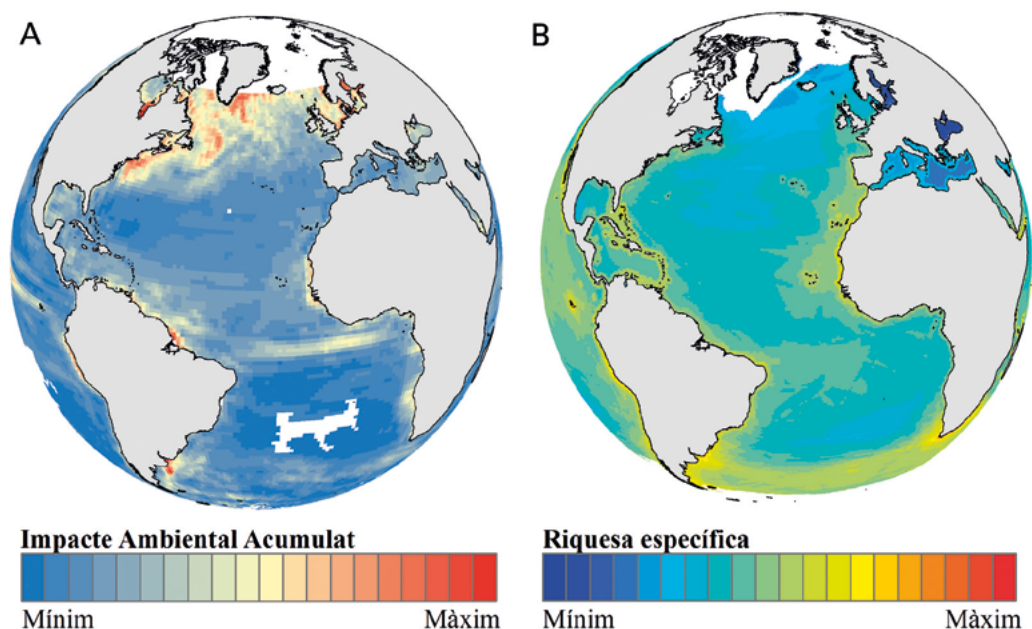 A
B
Impacte Ambiental Acumulat
Mínim
Màxim
Riquesa específica
Mínim
Màxim